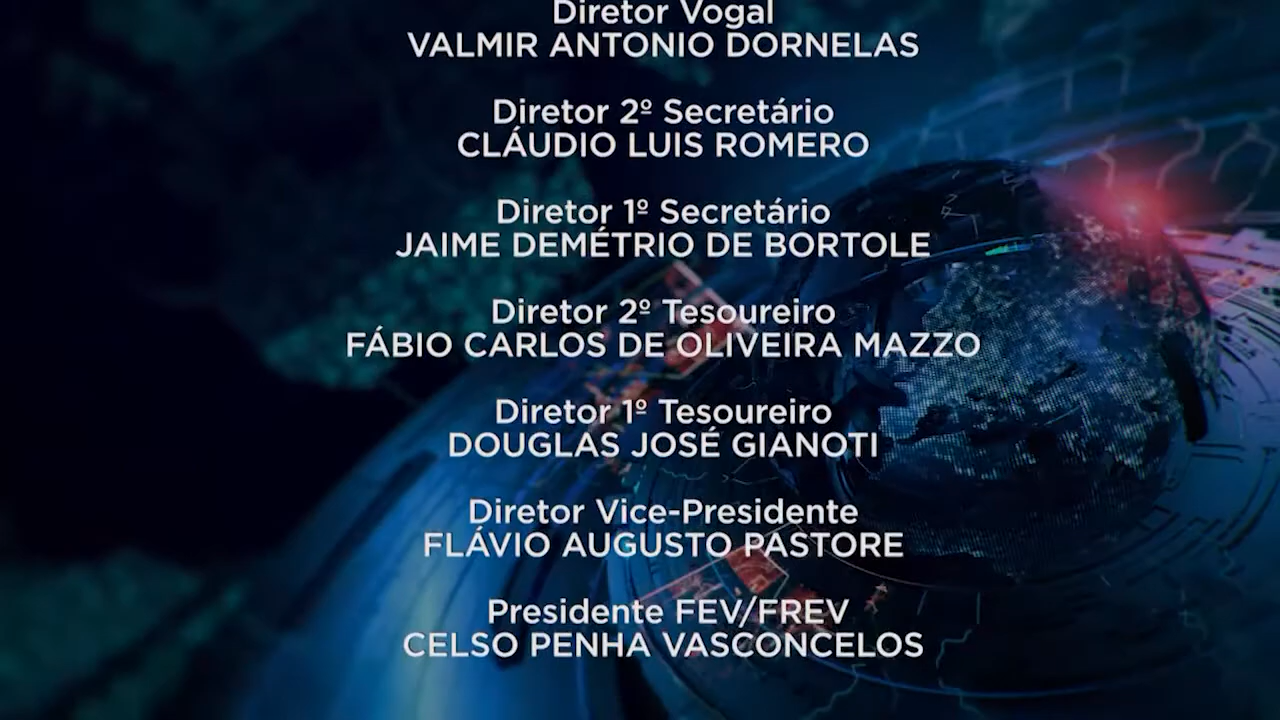 Diretor Vogal
VALMIR ANTONIO DORNELAS
Diretor 2º Secretário
CLÁUDIO LUIS ROMERO
Diretor 1º Secretário
JAIME DEMÉTRIO DE BORTOLE
Diretor 2º Tesoureiro
FÁBIO CARLOS DE OLIVEIRA MAZZO
Diretor 1º Tesoureiro
DOUGLAS JOSÉ GIANOTI
Diretor Vice-Presidente
FLÁVIO AUGUSTO PASTORE
Presidente FEV/FREV
CELSO PENHA VASCONCELOS